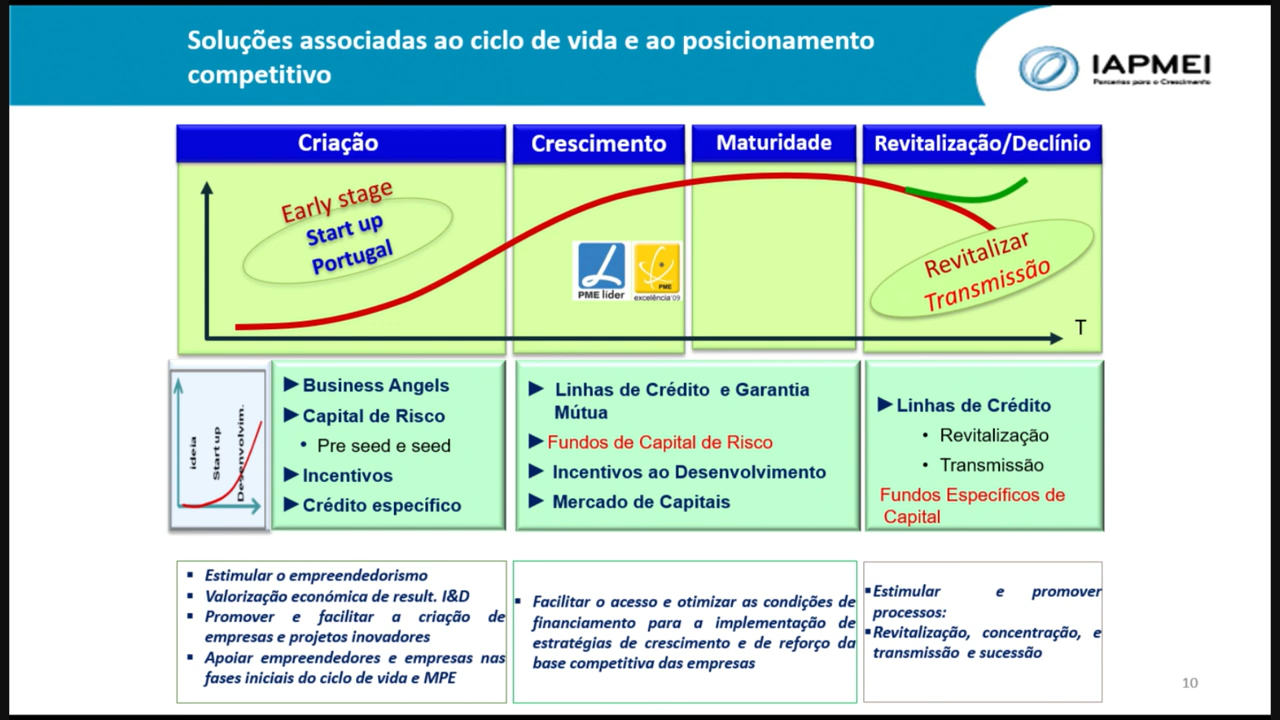 Soluções associadas ao ciclo de vida e ao posicionamento
competitivo
IAPMEI
Parcerias para o Crescimento
Criação
Crescimento
Maturidade
Revitalização/Declínio
Early stage
Start up
Portugal
PME líder
PME
excelência'09
Revitalizar
Transmissão
T
ideia
Start up
Desenvolvim.
Business Angels
Capital de Risco
Pre seed e seed
Incentivos
Crédito específico
Linhas de Crédito e Garantia
Mútua
Fundos de Capital de Risco
Incentivos ao Desenvolvimento
Mercado de Capitais
Linhas de Crédito
Revitalização
Transmissão
Fundos Específicos de
Capital
Estimular o empreendedorismo
Valorização económica de result. I&D
Promover e facilitar a criação de
empresas e projetos inovadores
Apoiar empreendedores e empresas nas
fases iniciais do ciclo de vida e MPE
Facilitar o acesso e otimizar as condições de
financiamento para a implementação de
estratégias de crescimento e de reforço da
base competitiva das empresas
Estimular e promover
processos:
Revitalização, concentração, e
transmissão e sucessão
10